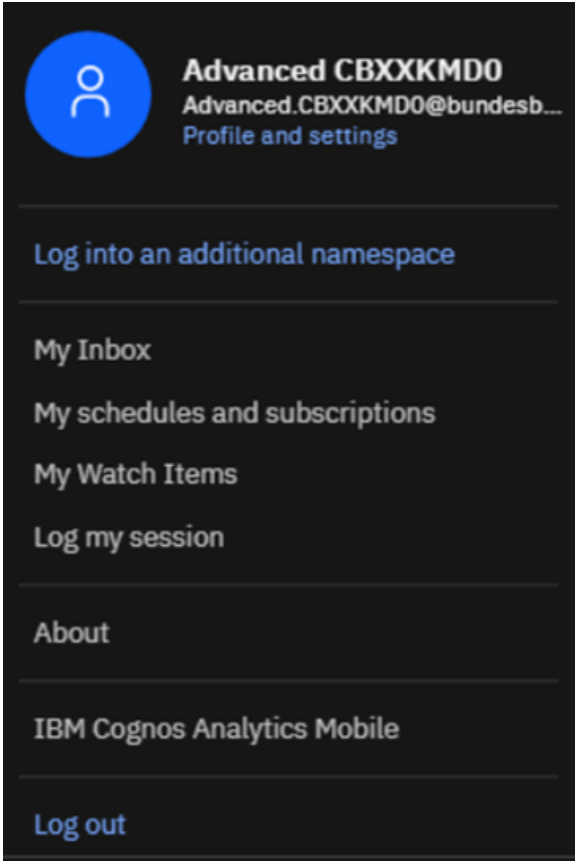 Advanced CBXXKMD0
Advanced.CBXXKMD0@bundesb...
Profile and settings
Log into an additional namespace
My Inbox
My schedules and subscriptions
My Watch Items
Log my session
About
IBM Cognos Analytics Mobile
Log out